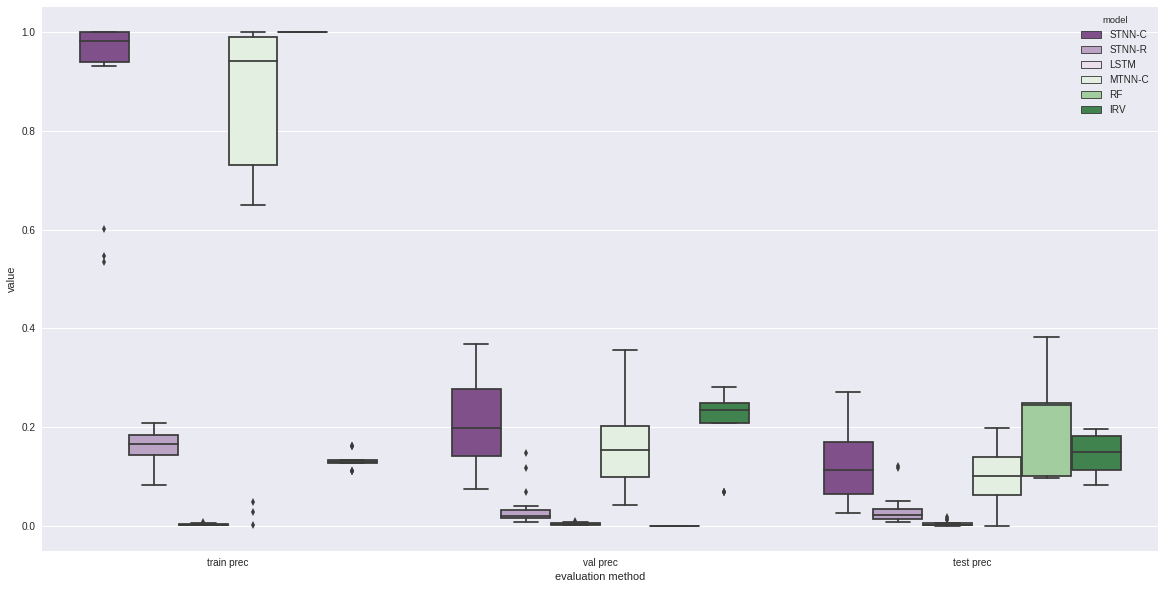 model
STNN-C
STNN-R
LSTM
MTNN-C
RF
IRV
1.0
0.8
0.6
0.4
0.2
0.0
value
train prec
val prec
test prec
evaluation method